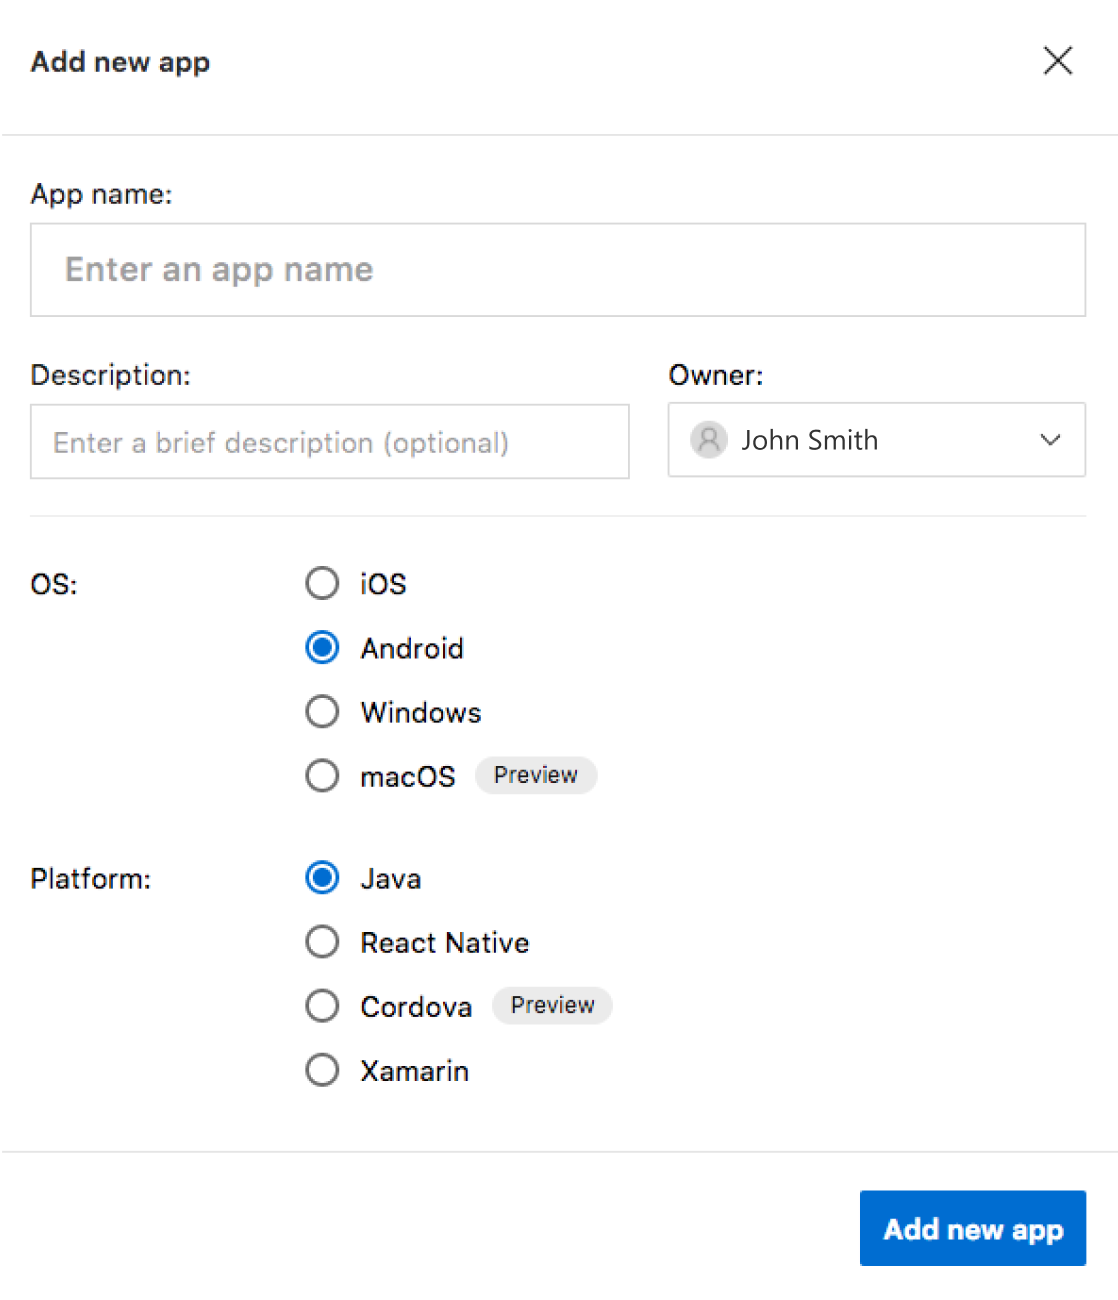 Add new app
App name:
Enter an app name
Description:
Owner:
Enter a brief description (optional)
John Smith
OS:
iOS
Android
Windows
macOS Preview
Platform:
Java
React Native
Cordova Preview
Xamarin
Add new app